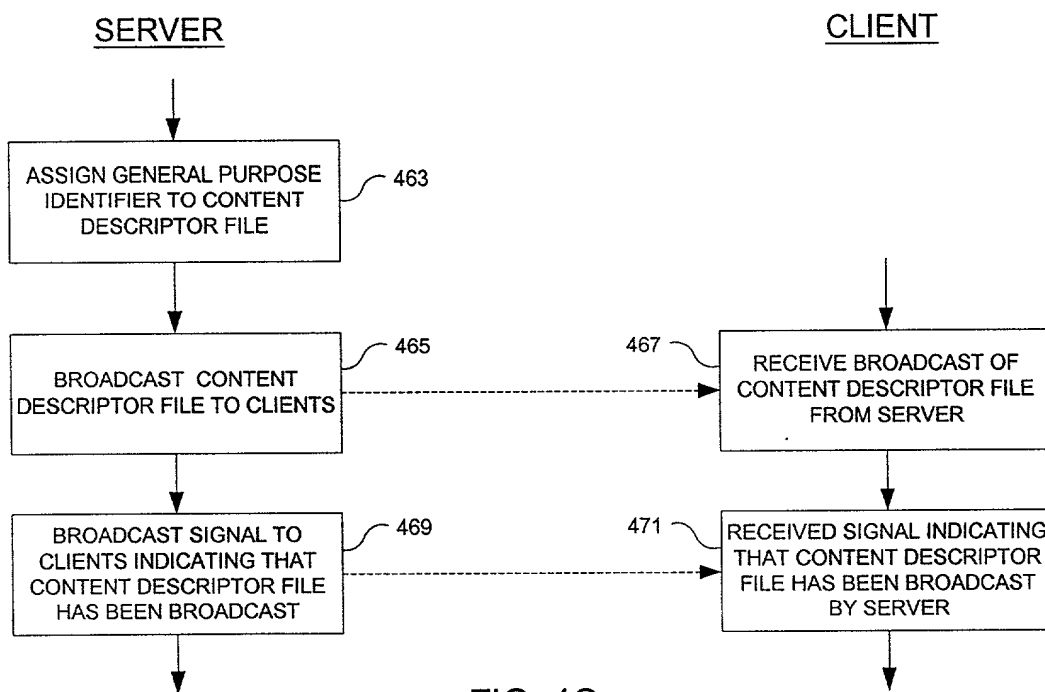 SERVER
CLIENT
ASSIGN GENERAL PURPOSE
IDENTIFIER TO CONTENT
DESCRIPTOR FILE
463
BROADCAST CONTENT
DESCRIPTOR FILE TO CLIENTS
465
467
RECEIVE BROADCAST OF
CONTENT DESCRIPTOR FILE
FROM SERVER
BROADCAST SIGNAL TO
CLIENTS INDICATING THAT
CONTENT DESCRIPTOR FILE
HAS BEEN BROADCAST
469
471
RECEIVED SIGNAL INDICATING
THAT CONTENT DESCRIPTOR
FILE HAS BEEN BROADCAST
BY SERVER